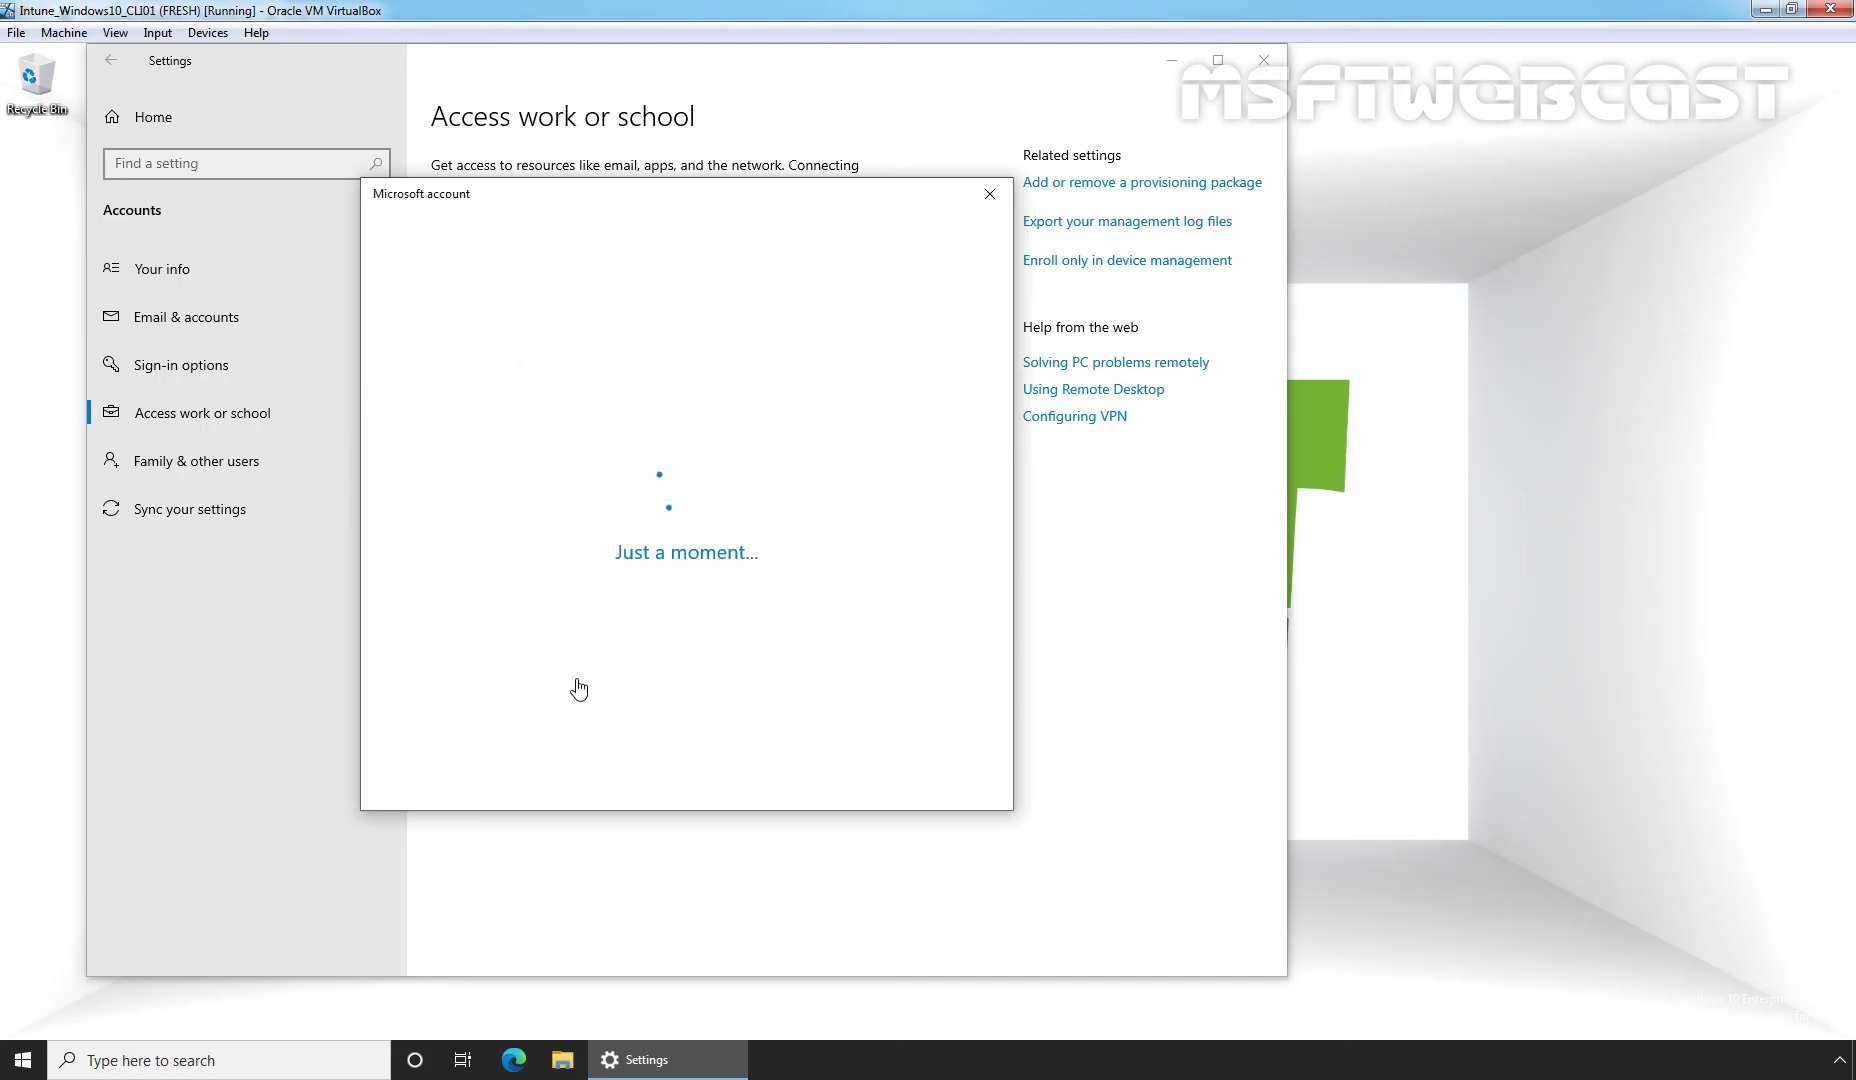 Intune_Windows10_CLI01 (FRESH) [Running] - Oracle VM VirtualBox
File Machine View Input Devices Help
Recycle Bin
Settings
MSFTWEBCAST
Home
Find a setting
Accounts
Your info
Email & accounts
Sign-in options
Access work or school
Family & other users
Sync your settings
Access work or school
Get access to resources like email, apps, and the network. Connecting
Microsoft account
Just a moment...
Related settings
Add or remove a provisioning package
Export your management log files
Enroll only in device management
Help from the web
Solving PC problems remotely
Using Remote Desktop
Configuring VPN
Type here to search
Settings